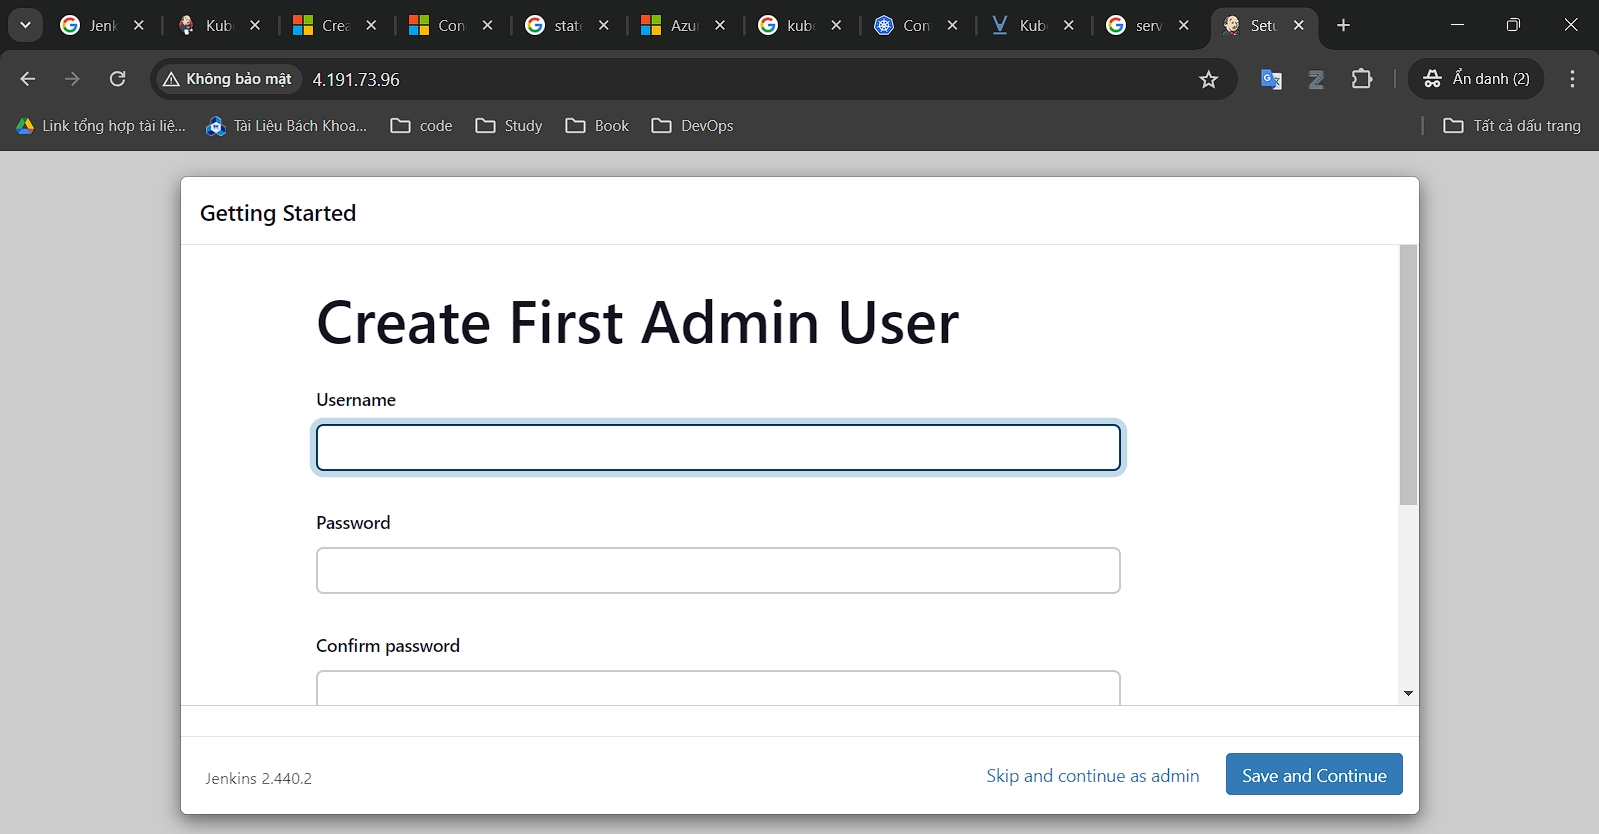 Jenk
Kub
Crea
Con
state
Azu
kub
Con
Kub
serv
Setu
Không bảo mật
4.191.73.96
Ẩn danh (2)
Link tổng hợp tài liệ...
Tài Liệu Bách Khoa...
code
Study
Book
DevOps
Tất cả dấu trang
Getting Started
Create First Admin User
Username
Password
Confirm password
Jenkins 2.440.2
Skip and continue as admin
Save and Continue